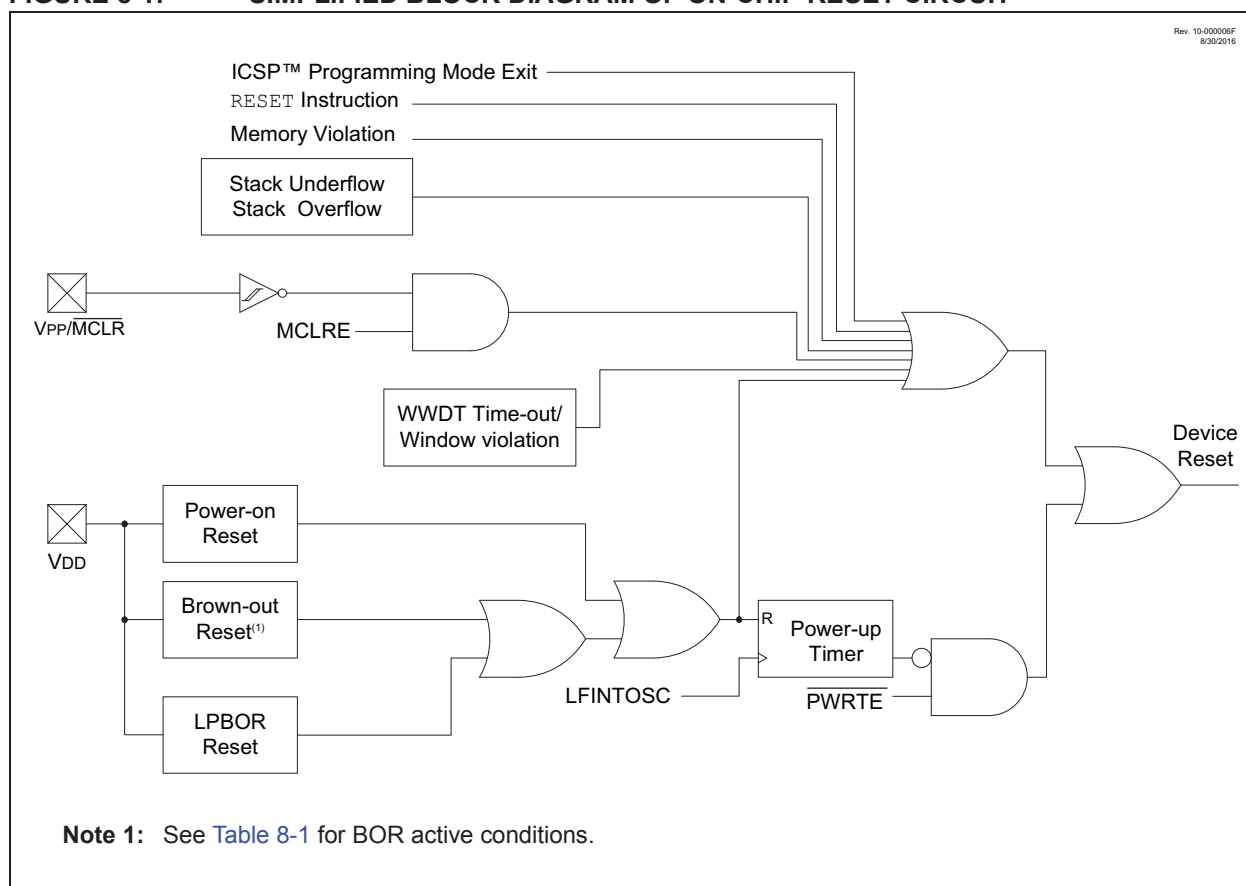 Rev. 10-000006F
8/30/2016
ICSP™ Programming Mode Exit
RESET Instruction
Memory Violation
Stack Underflow
Stack Overflow
VPP/MCLR
MCLRE
WWDT Time-out/
Window violation
Device
Reset
VDD
Power-on
Reset
Brown-out
Reset(1)
R
Power-up
Timer
LFINTOSC
PWRTE
LPBOR
Reset
Note 1: See Table 8-1 for BOR active conditions.